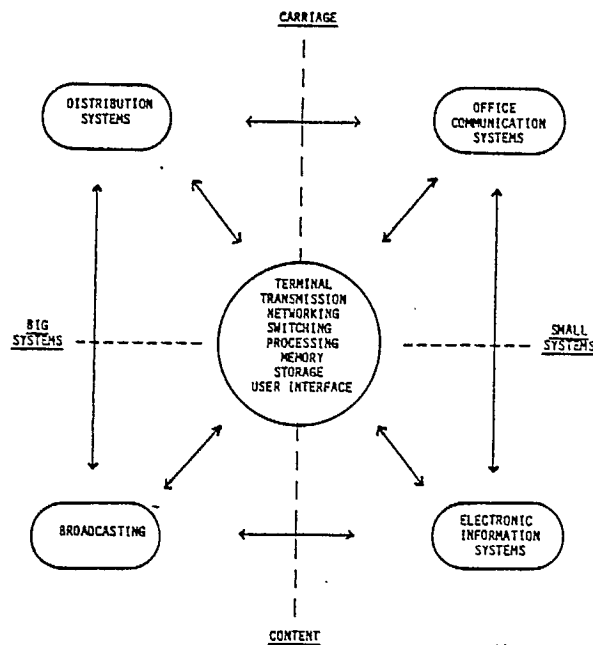 CARRIAGE
DISTRIBUTION
SYSTEMS
OFFICE
COMMUNICATION
SYSTEMS
TERMINAL
TRANSMISSION
NETWORKING
SWITCHING
PROCESSING
MEMORY
STORAGE
USER INTERFACE
BIG
SYSTEMS
SMALL
SYSTEMS
BROADCASTING
ELECTRONIC
INFORMATION
SYSTEMS
CONTENT